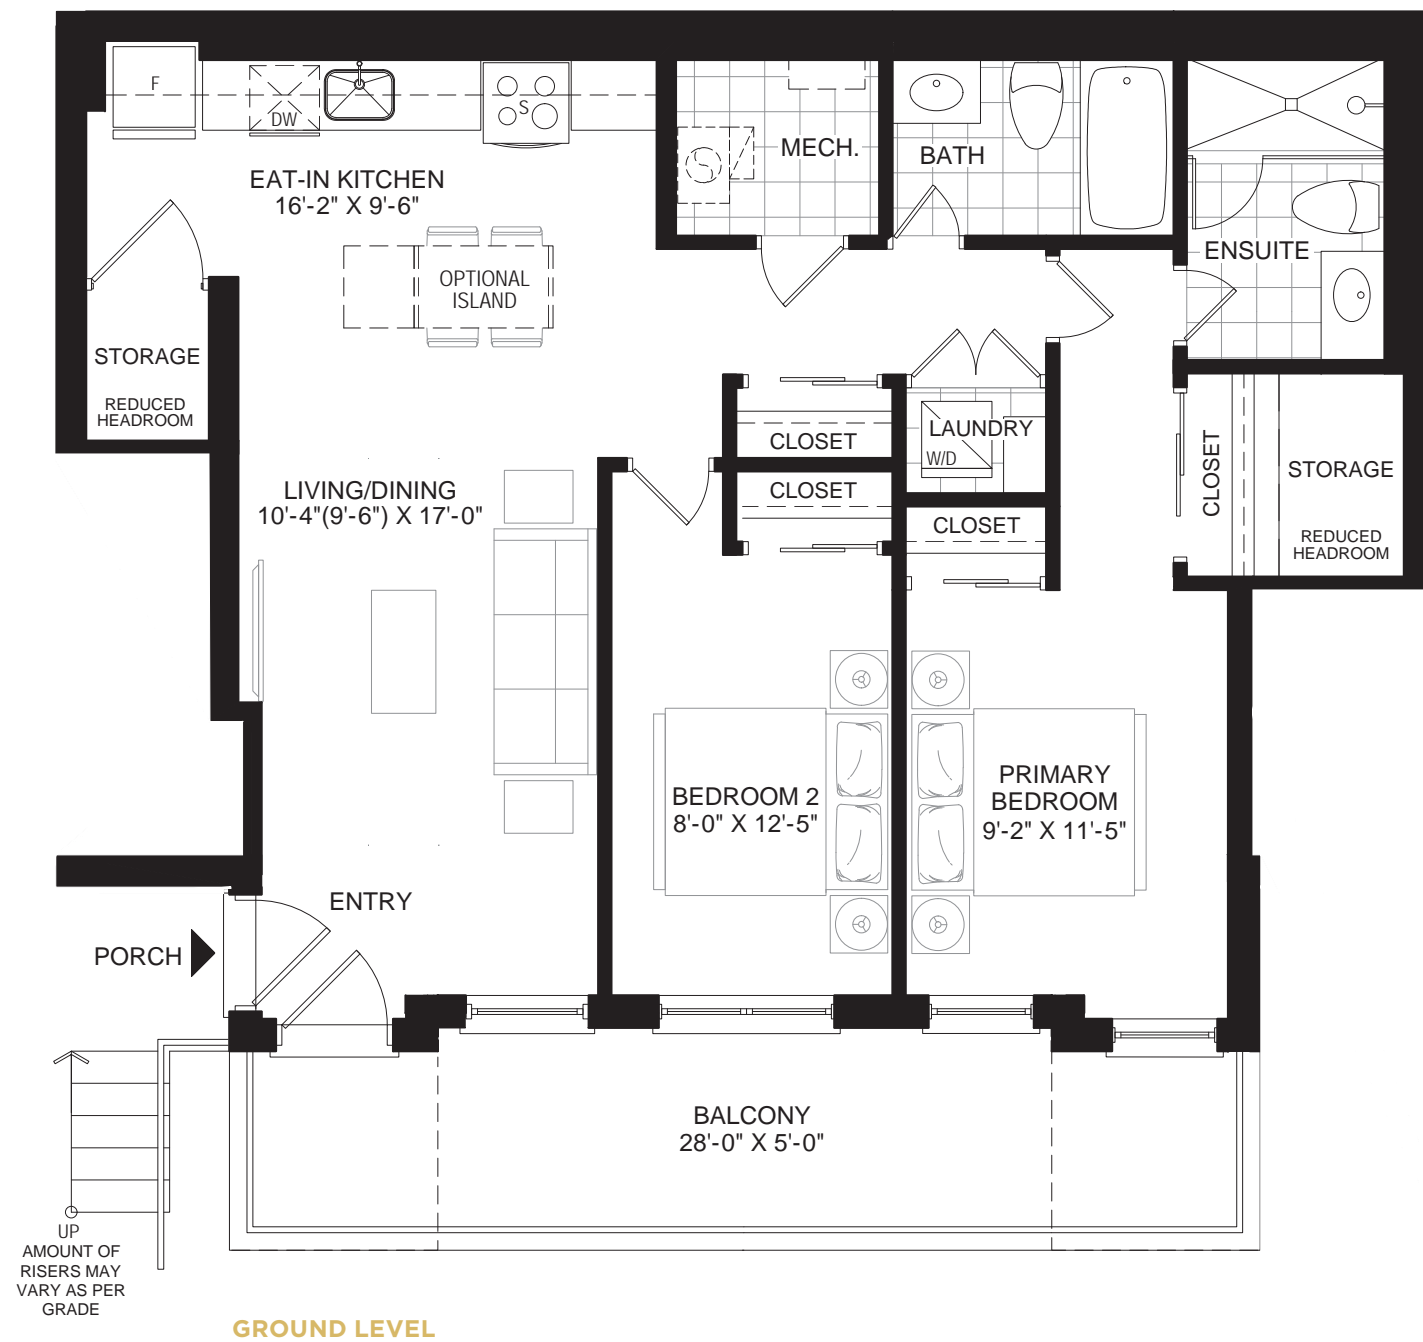 F
DW
S
EAT-IN KITCHEN
16'-2" X 9'-6"
MECH.
S
BATH
ENSUITE
OPTIONAL
ISLAND
STORAGE
REDUCED
HEADROOM
CLOSET
LAUNDRY
W/D
CLOSET
CLOSET
CLOSET
STORAGE
REDUCED
HEADROOM
LIVING/DINING
10'-4"(9'-6") X 17'-0"
BEDROOM 2
8'-0" X 12'-5"
PRIMARY
BEDROOM
9'-2" X 11'-5"
ENTRY
PORCH
BALCONY
28'-0" X 5'-0"
UP
AMOUNT OF
RISERS MAY
VARY AS PER
GRADE
GROUND LEVEL